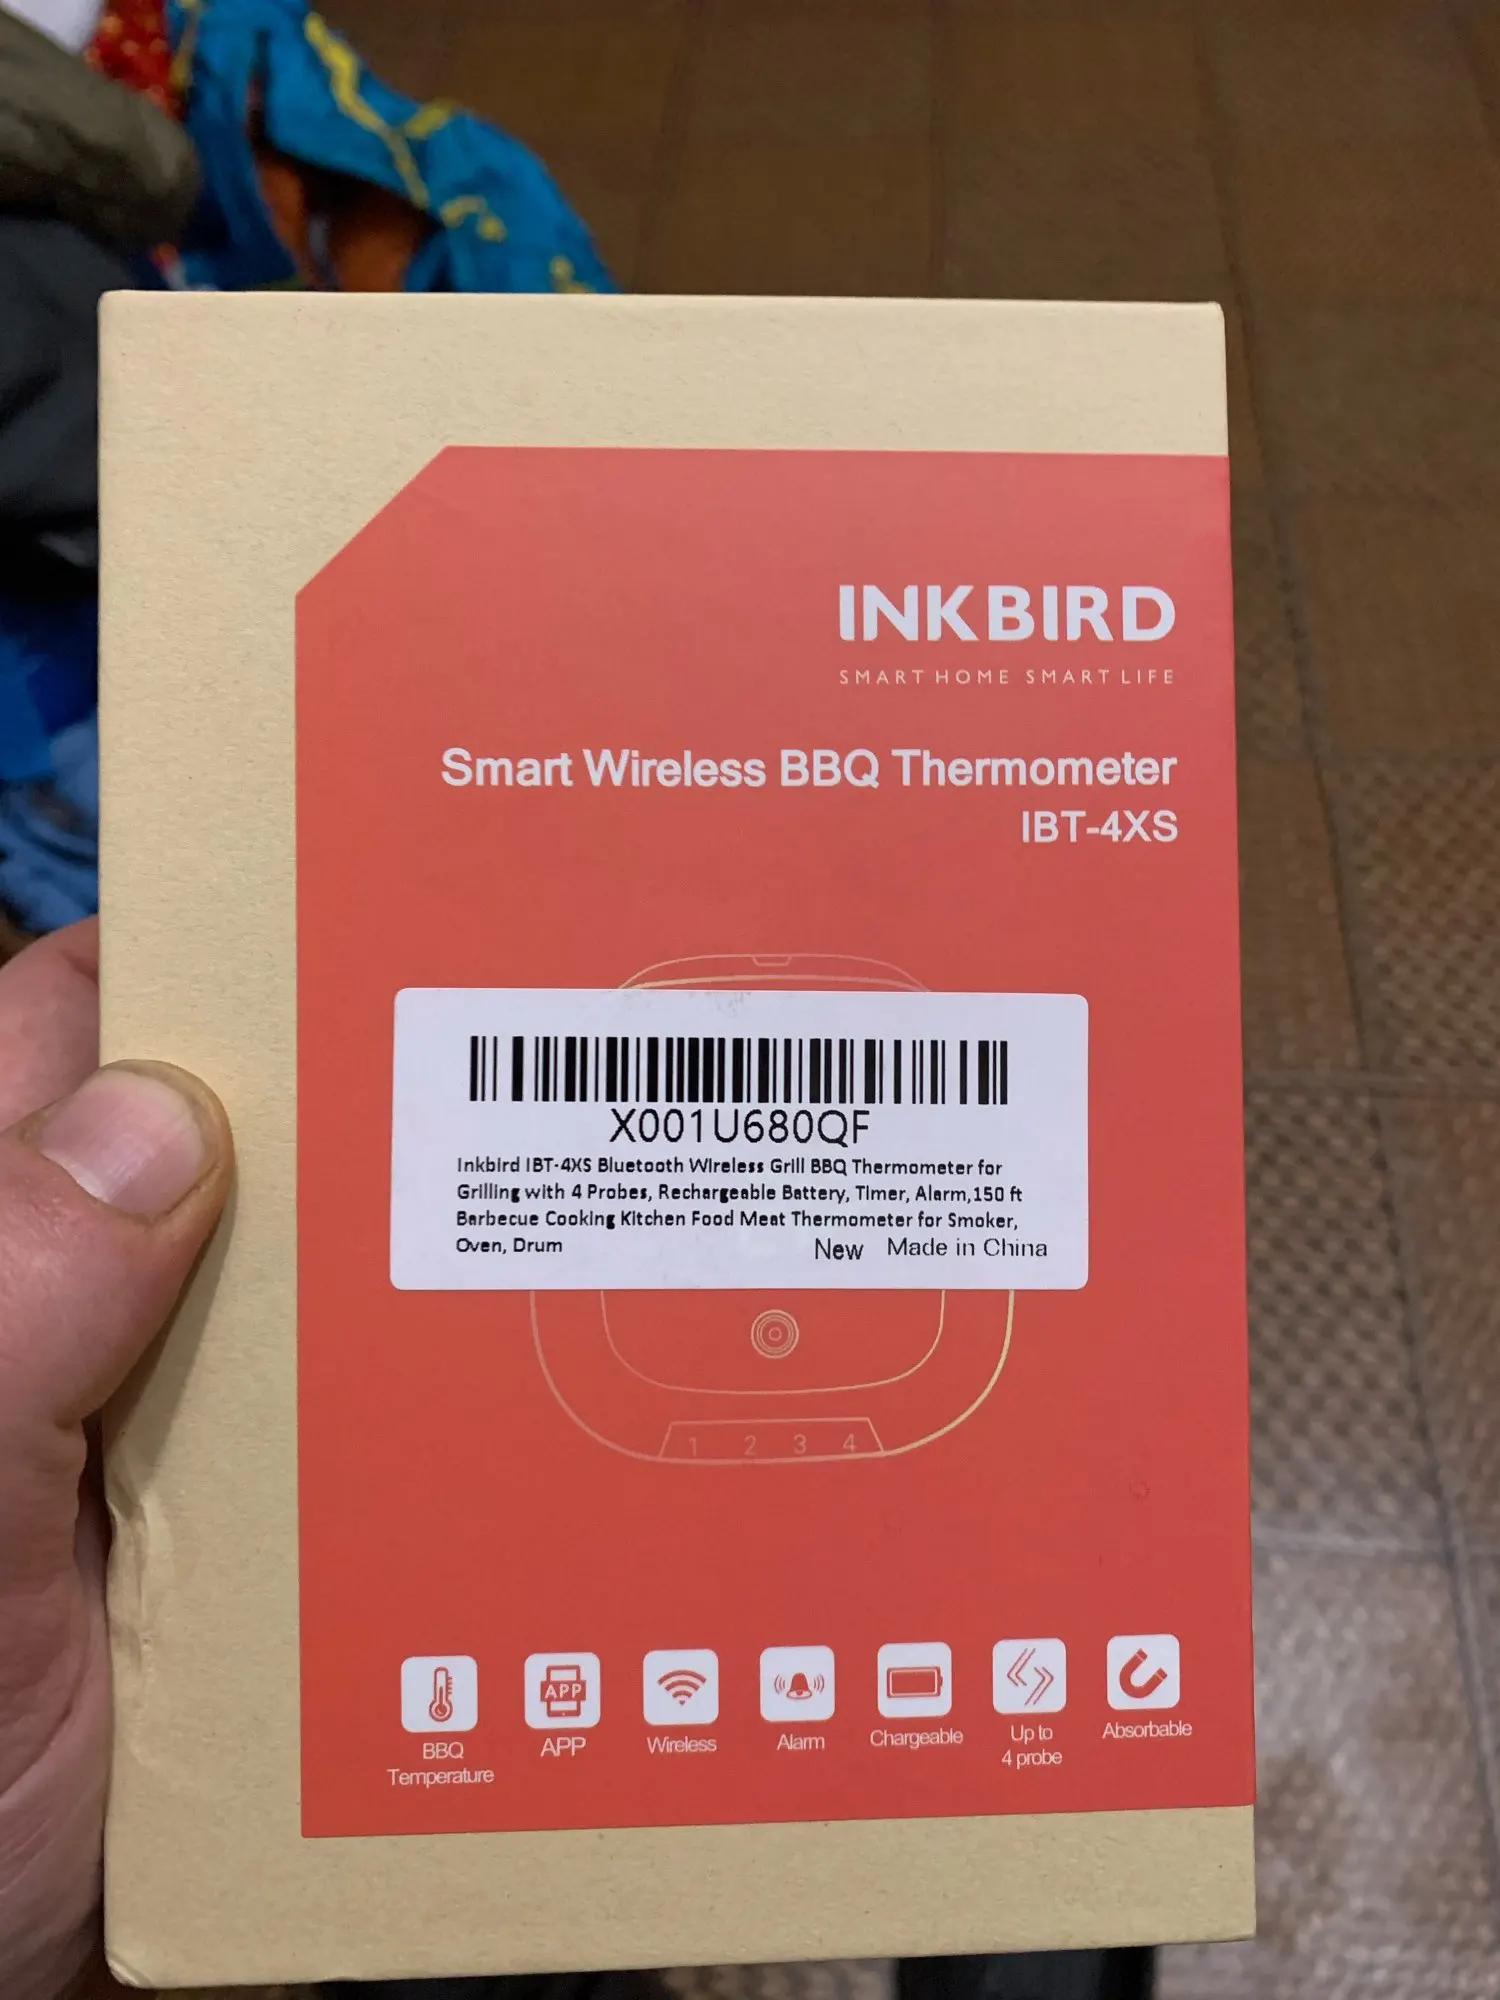 INKBIRD
SMART HOME SMART LIFE
Smart Wireless BBQ Thermometer
IBT-4XS
X001U680QF
Inkbird IBT-4XS Bluetooth Wireless Grill BBQ Thermometer for
Grilling with 4 Probes, Rechargeable Battery, Timer, Alarm,150 ft
Barbecue Cooking Kitchen Food Meat Thermometer for Smoker,
Oven, Drum
New Made in China
1 2 3 4
APP
BBQ
Temperature
APP
Wireless
Alarm
Chargeable
Up to
4 probe
Absorbable